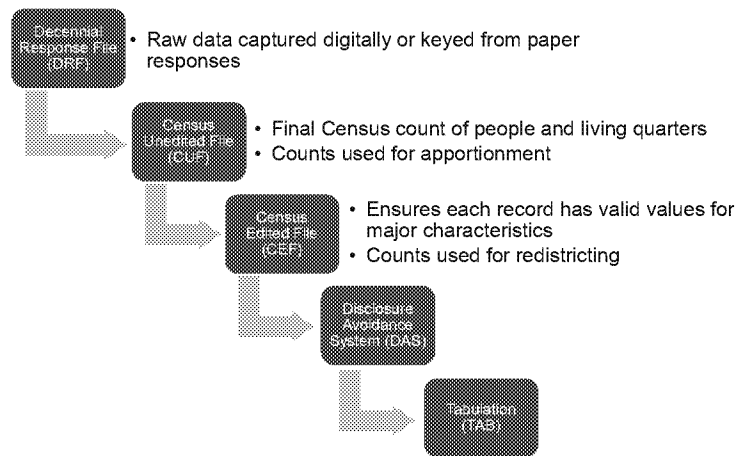 Decennial
Response File
(DRF)
• Raw data captured digitally or keyed from paper
responses
Census
Unedited File
(CUF)
• Final Census count of people and living quarters
• Counts used for apportionment
Census
Edited File
(CEF)
• Ensures each record has valid values for
major characteristics
• Counts used for redistricting
Disclosure
Avoidance
System (DAS)
Tabulation
(TAB)